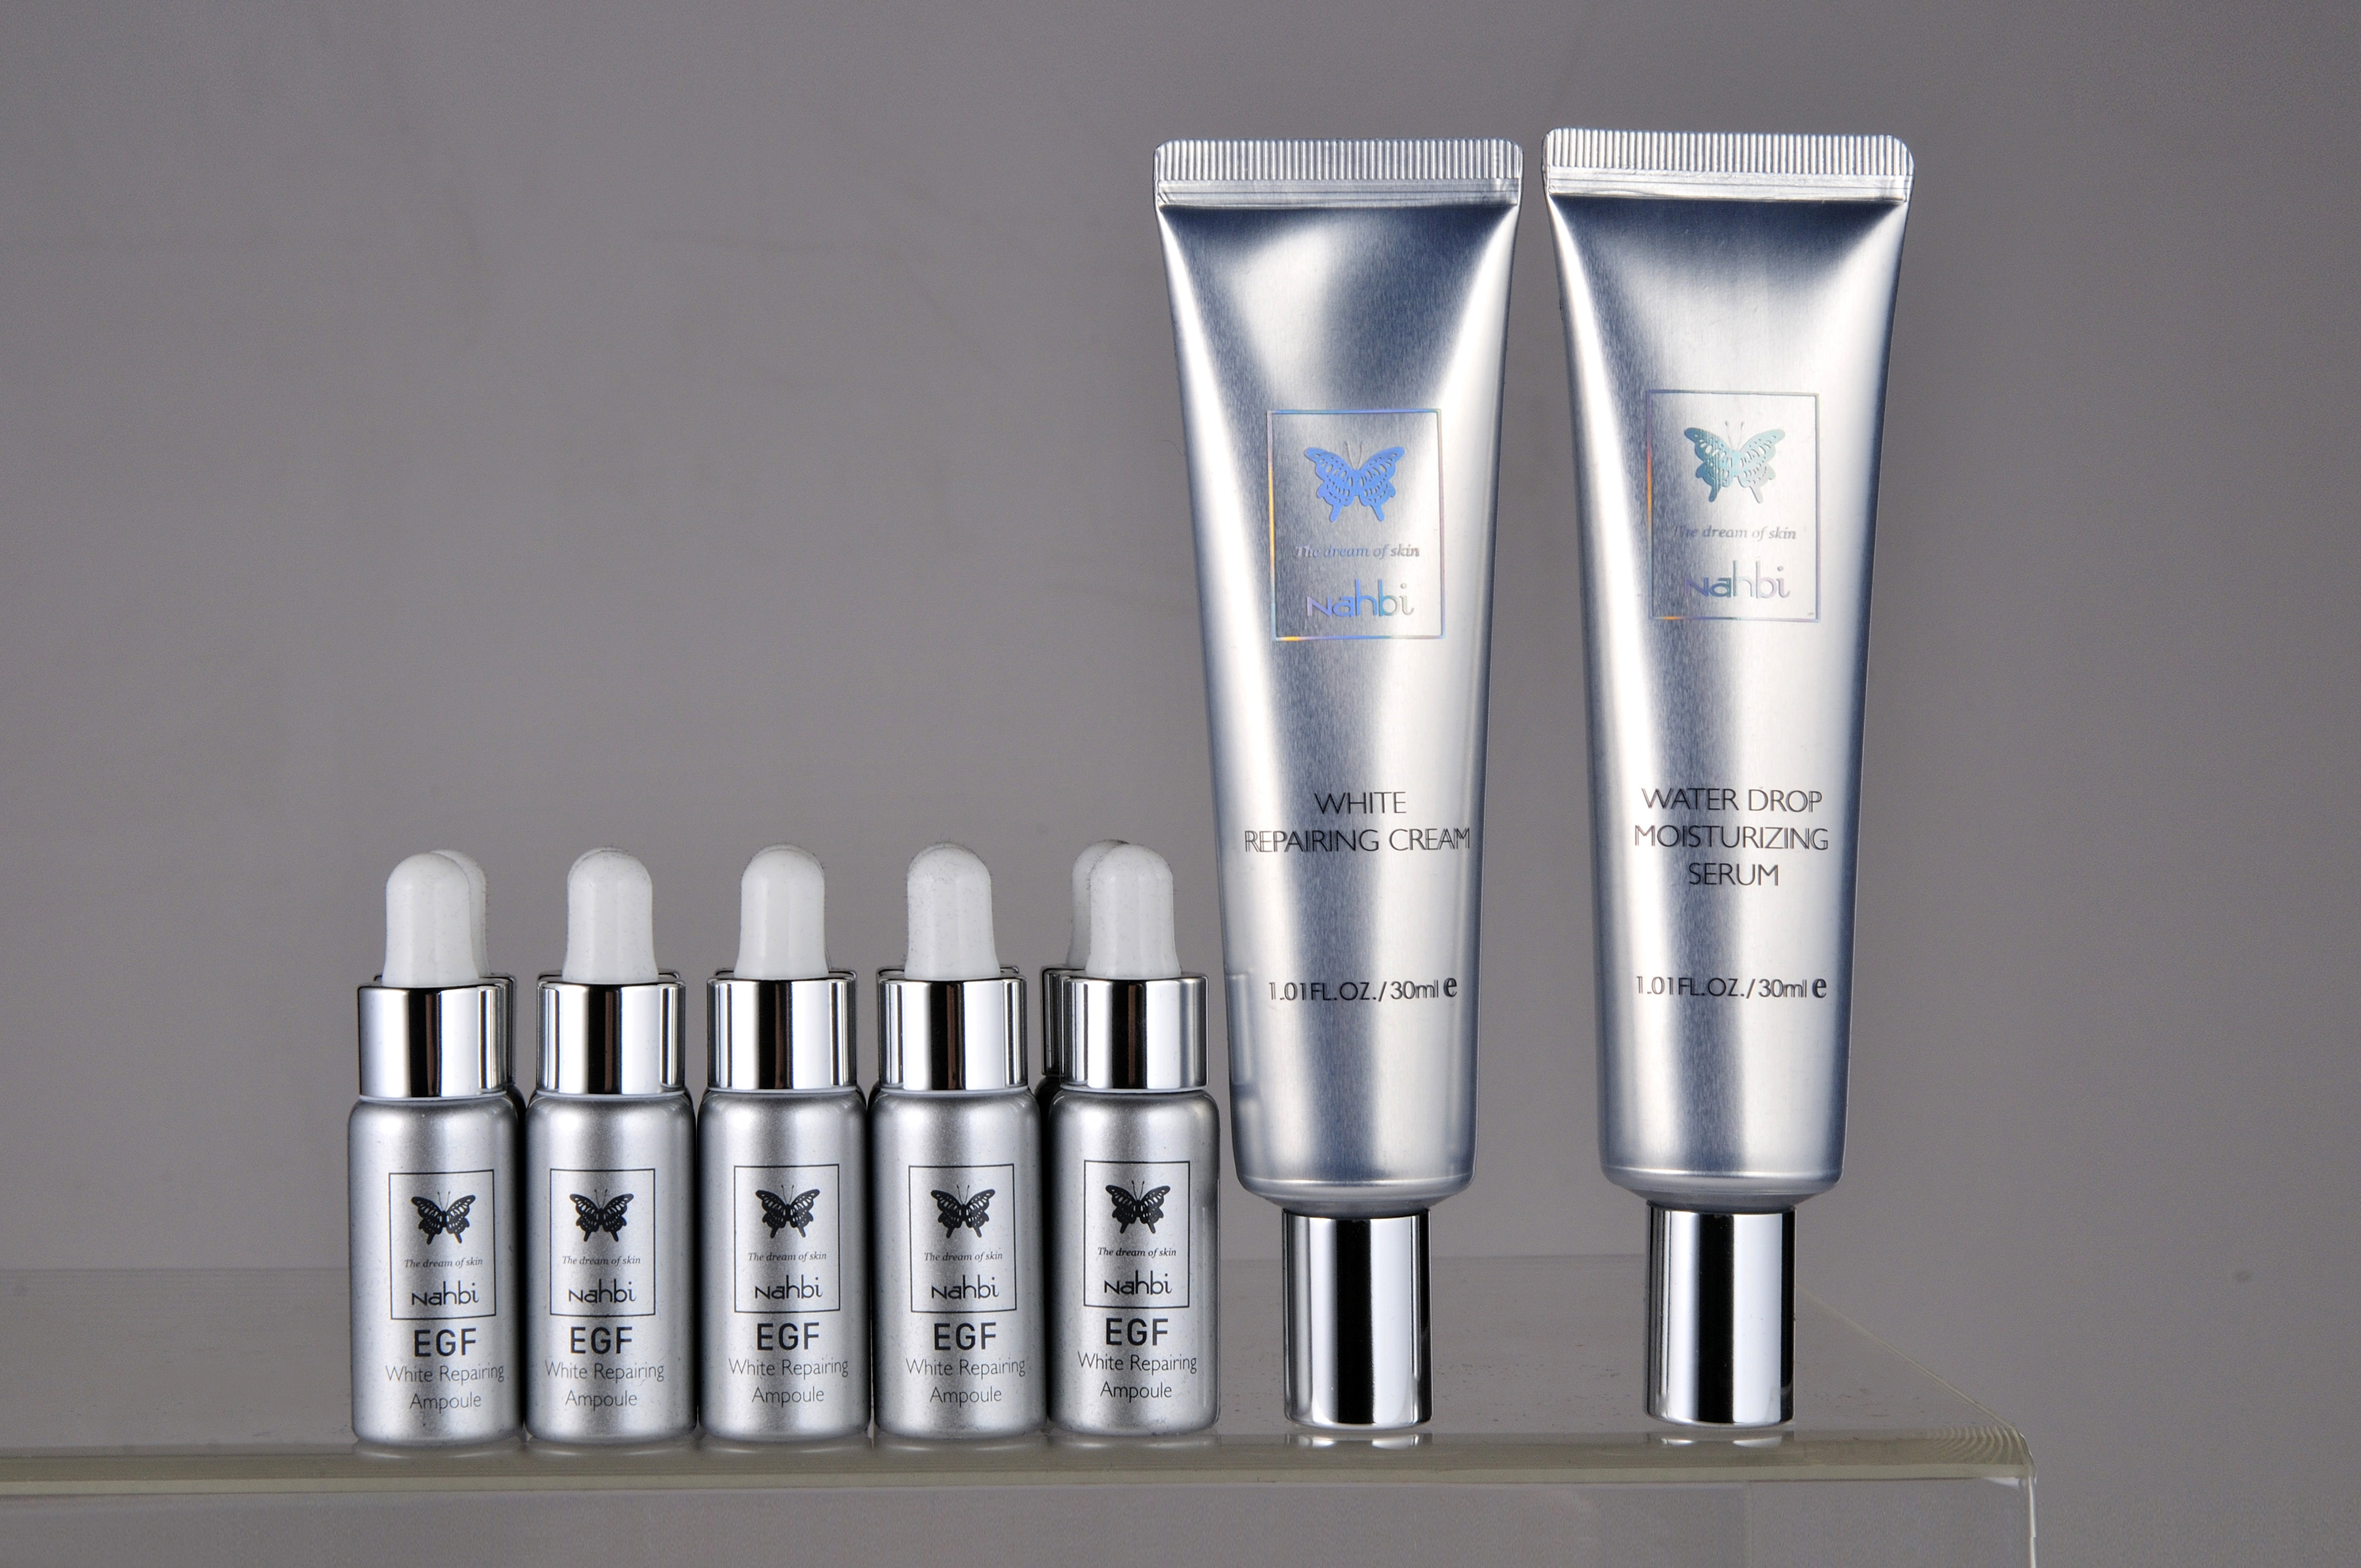 The dream of skin
Nahbi
EGF
White Repairing
Ampoule
The dream of skin
Nahbi
EGF
White Repairing
Ampoule
The dream of skin
Nahbi
EGF
White Repairing
Ampoule
The dream of skin
Nahbi
EGF
White Repairing
Ampoule
The dream of skin
Nahbi
EGF
White Repairing
Ampoule
The dream of skin
Nahbi
WHITE
REPAIRING CREAM
1.01FL.OZ./30ml e
The dream of skin
Nahbi
WATER DROP
MOISTURIZING
SERUM
1.01FL.OZ./30ml e